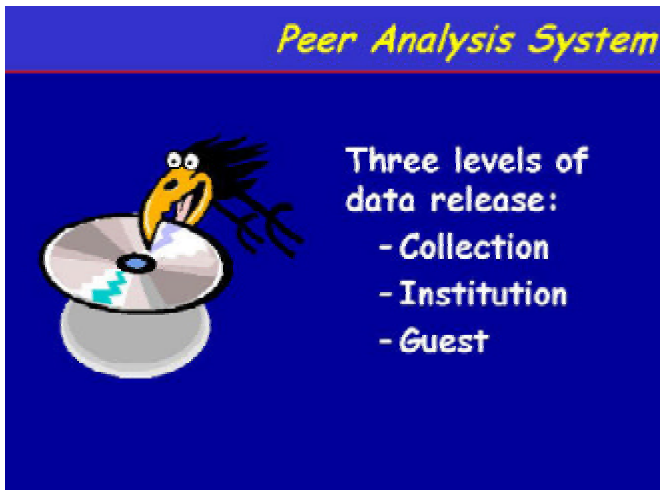 Peer Analysis System
Three levels of
data release:
- Collection
- Institution
- Guest